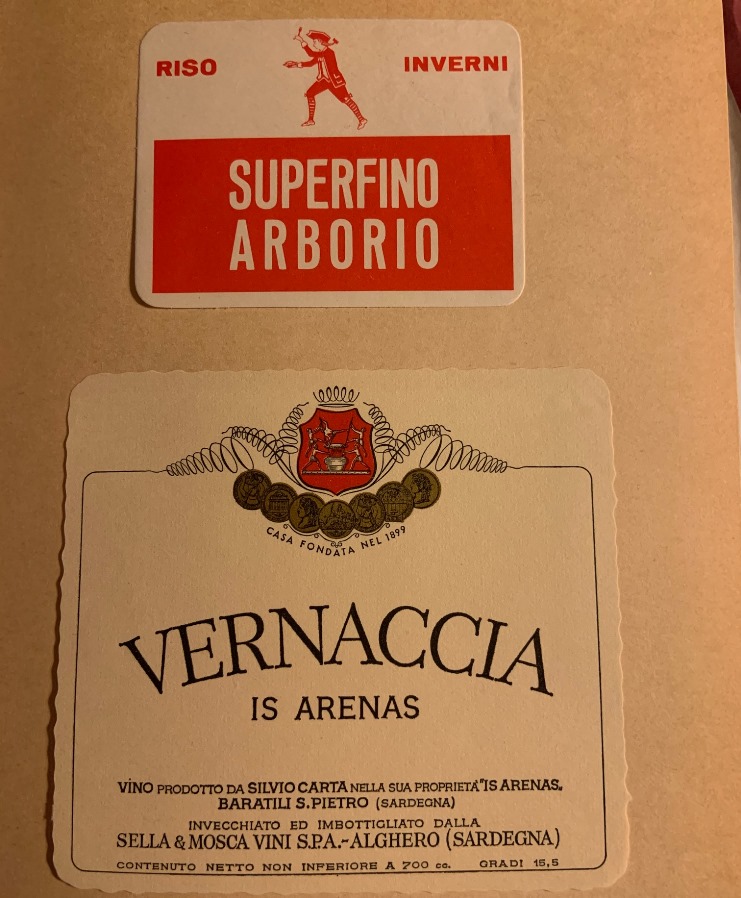 RISO INVERNI
SUPERFINO
ARBORIO
CASA FONDATA NEL 1899
VERNACCIA
IS ARENAS
VINO PRODOTTO DA SILVIO CARTA NELLA SUA PROPRIETÀ "IS ARENAS"
BARATILI S.PIETRO (SARDEGNA)
INVECCHIATO ED IMBOTTIGLIATO DALLA
SELLA & MOSCA VINI S.P.A.-ALGHERO (SARDEGNA)
CONTENUTO NETTO NON INFERIORE A 700 cc. GRADI 15,5